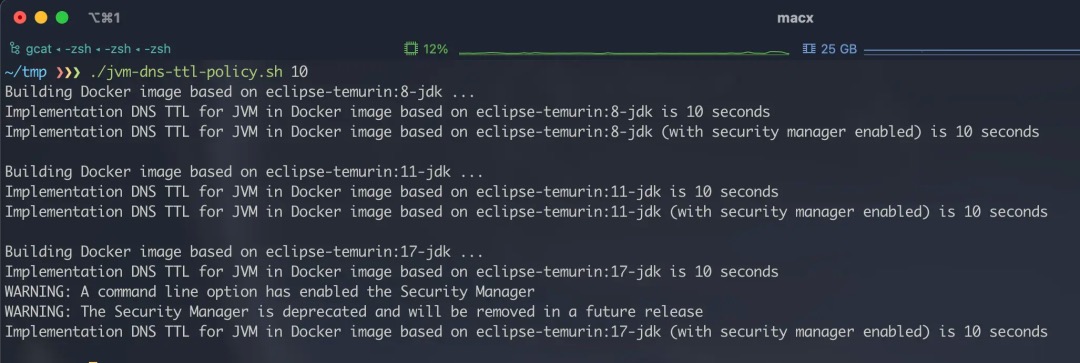 ⌥⌘1
macx
gcat ◂ -zsh ◂ -zsh ◂ -zsh
12%
25 GB
~/tmp ❯❯❯ ./jvm-dns-ttl-policy.sh 10
Building Docker image based on eclipse-temurin:8-jdk ...
Implementation DNS TTL for JVM in Docker image based on eclipse-temurin:8-jdk is 10 seconds
Implementation DNS TTL for JVM in Docker image based on eclipse-temurin:8-jdk (with security manager enabled) is 10 seconds
Building Docker image based on eclipse-temurin:11-jdk ...
Implementation DNS TTL for JVM in Docker image based on eclipse-temurin:11-jdk is 10 seconds
Implementation DNS TTL for JVM in Docker image based on eclipse-temurin:11-jdk (with security manager enabled) is 10 seconds
Building Docker image based on eclipse-temurin:17-jdk ...
Implementation DNS TTL for JVM in Docker image based on eclipse-temurin:17-jdk is 10 seconds
WARNING: A command line option has enabled the Security Manager
WARNING: The Security Manager is deprecated and will be removed in a future release
Implementation DNS TTL for JVM in Docker image based on eclipse-temurin:17-jdk (with security manager enabled) is 10 seconds